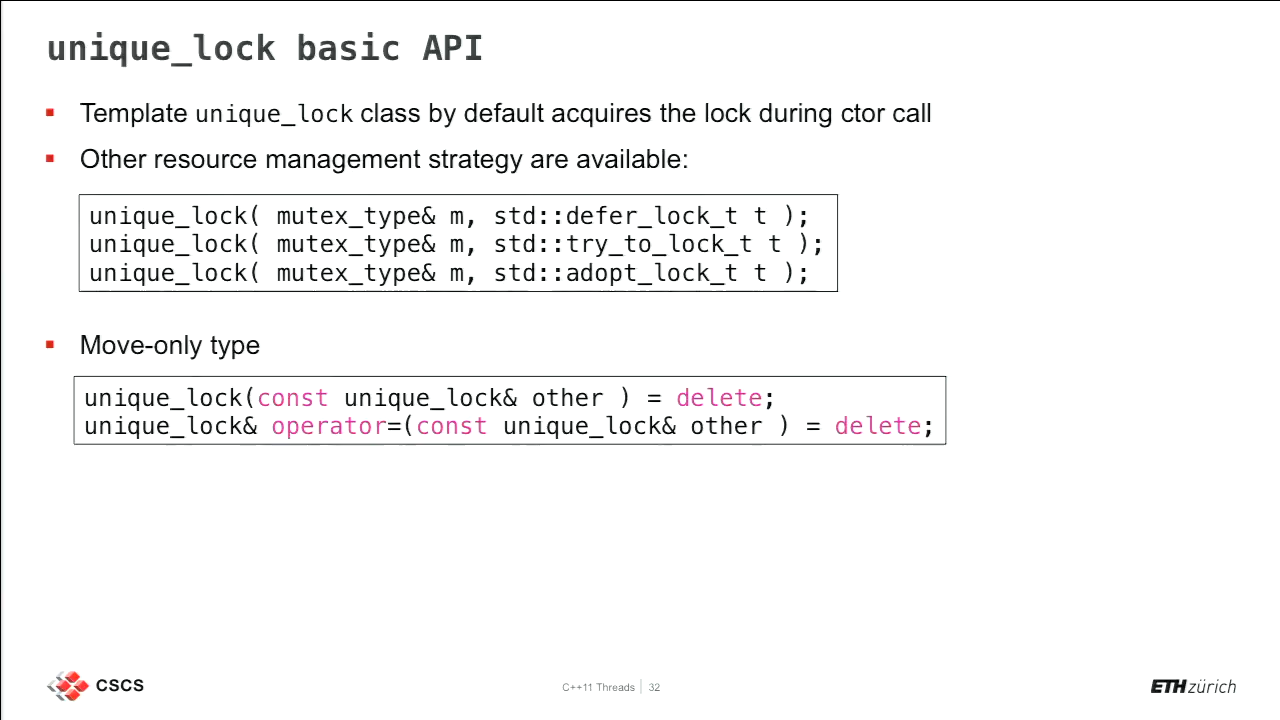 unique_lock basic API
Template unique_lock class by default acquires the lock during ctor call
Other resource management strategy are available:
unique_lock( mutex_type& m, std::defer_lock_t t );
unique_lock( mutex_type& m, std::try_to_lock_t t );
unique_lock( mutex_type& m, std::adopt_lock_t t );
Move-only type
unique_lock(const unique_lock& other ) = delete;
unique_lock& operator=(const unique_lock& other ) = delete;
CSCS
C++11 Threads | 32
ETH zürich